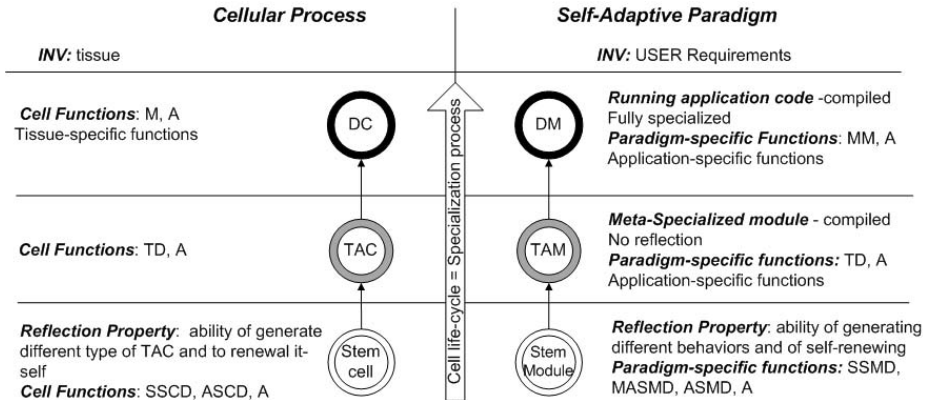 Cellular Process
Self-Adaptive Paradigm
INV: tissue
INV: USER Requirements
Cell Functions: M, A
Tissue-specific functions
DC
DM
Running application code -compiled
Fully specialized
Paradigm-specific Functions: MM, A
Application-specific functions
Cell life-cycle = Specialization process
Cell Functions: TD, A
TAC
TAM
Meta-Specialized module - compiled
No reflection
Paradigm-specific functions: TD, A
Application-specific functions
Reflection Property: ability of generate
different type of TAC and to renewal it-
self
Cell Functions: SSCD, ASCD, A
Stem
cell
Stem
Module
Reflection Property: ability of generating
different behaviors and of self-renewing
Paradigm-specific functions: SSMD,
MASMD, ASMD, A